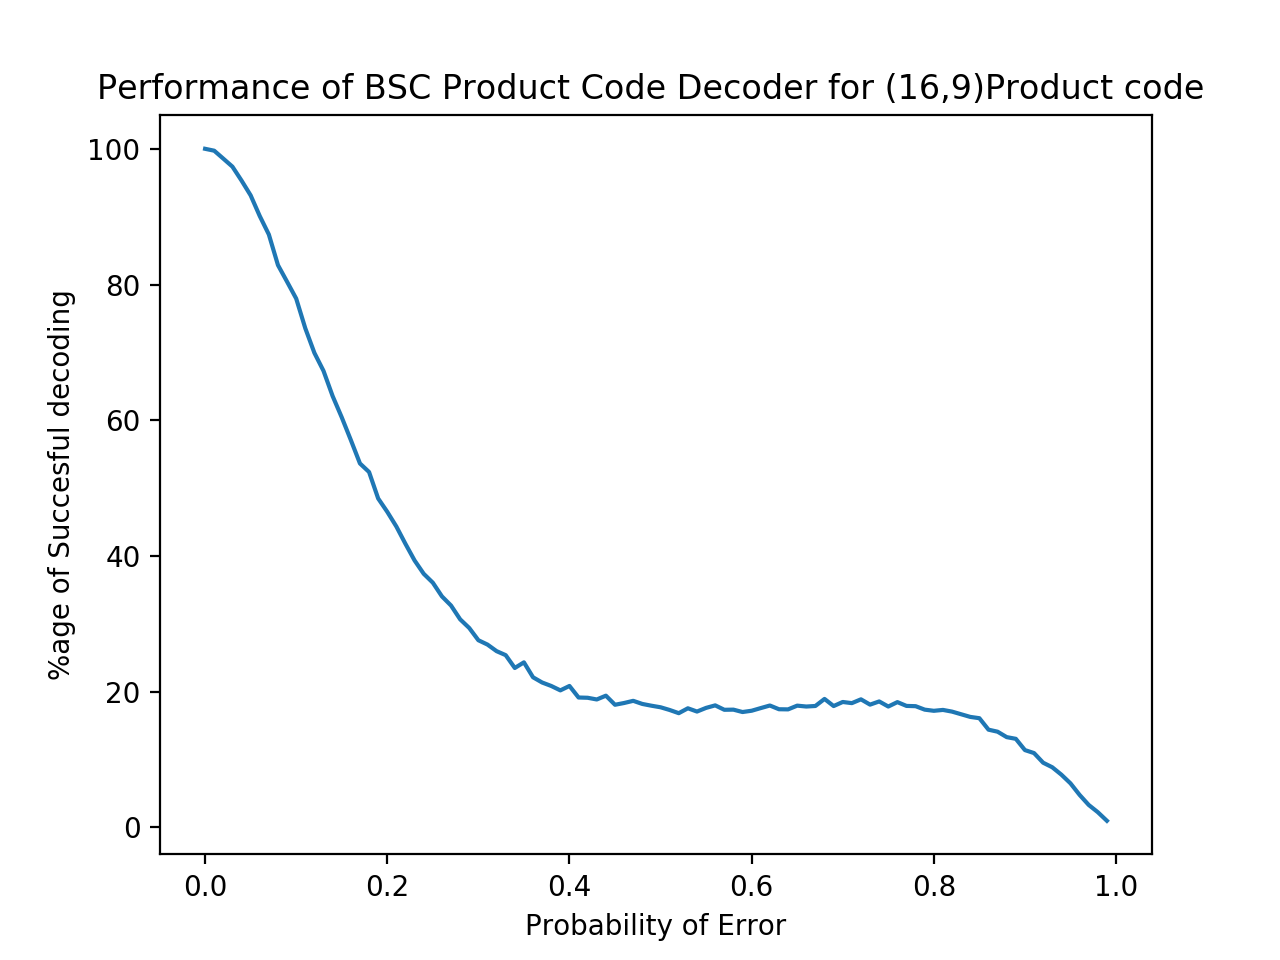 Performance of BSC Product Code Decoder for (16,9)Product code
100
80
60
40
20
0
%age of Succesful decoding
0.0 0.2 0.4 0.6 0.8 1.0
Probability of Error